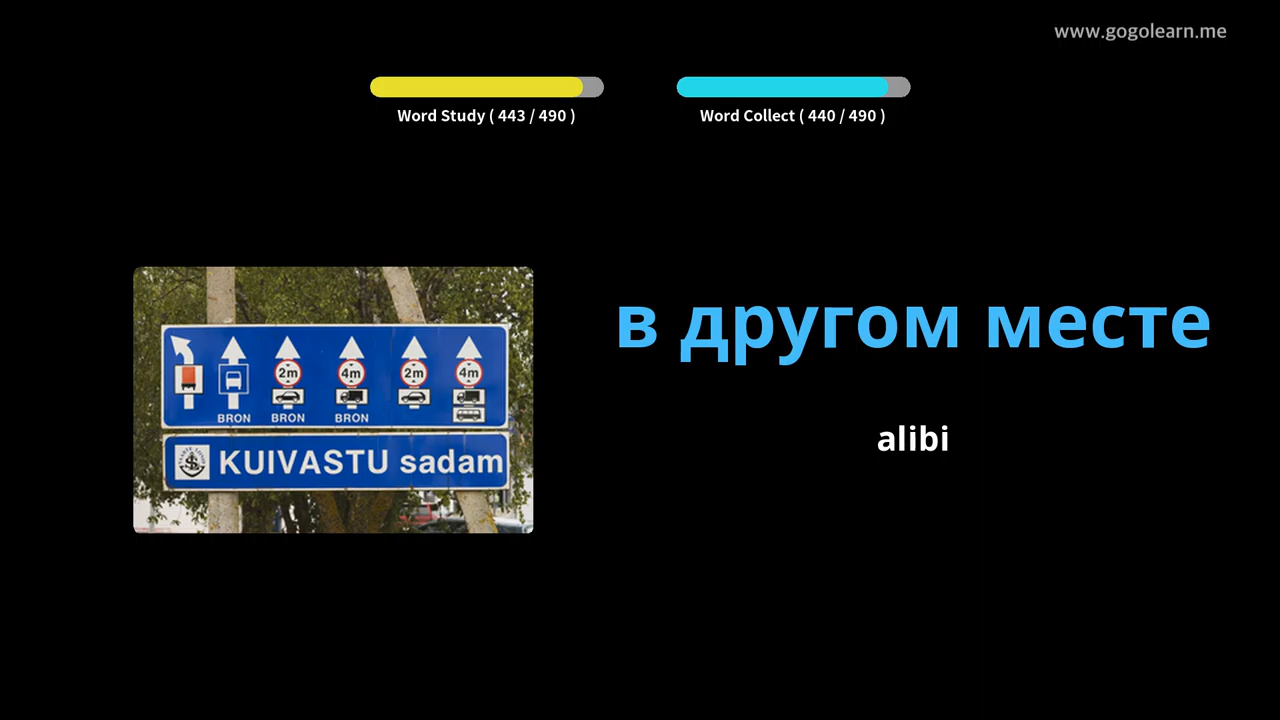 www.gogolearn.me
Word Study ( 443 / 490 )
Word Collect ( 440 / 490 )
в другом месте
alibi
2m
4m
2m
4m
BRON
BRON
BRON
KUIVASTU sadam